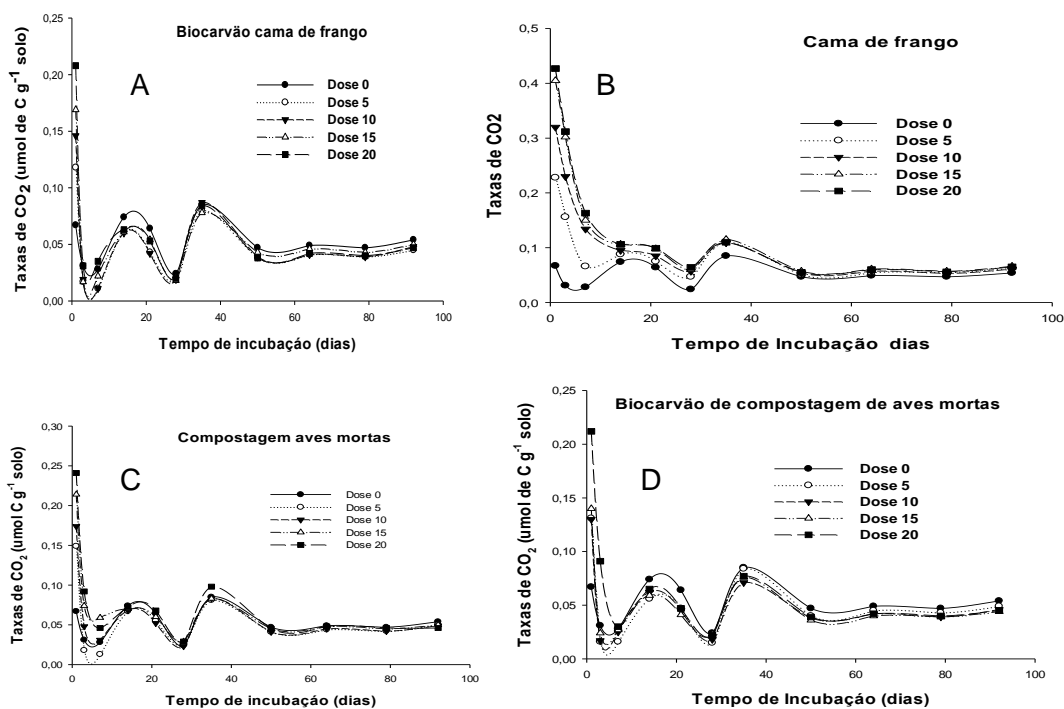 Biocarvão cama de frango
A
Dose 0
Dose 5
Dose 10
Dose 15
Dose 20
Taxas de CO2 (umol de C g-1 solo)
0,25
0,20
0,15
0,10
0,05
0,00
0 20 40 60 80 100
Tempo de incubação (dias)
Cama de frango
B
Dose 0
Dose 5
Dose 10
Dose 15
Dose 20
Taxas de CO2
0,5
0,4
0,3
0,2
0,1
0,0
0 20 40 60 80 100
Tempo de Incubação dias
Compostagem aves mortas
C
Dose 0
Dose 5
Dose 10
Dose 15
Dose 20
Taxas de CO2 (umol C g-1 solo)
0,30
0,25
0,20
0,15
0,10
0,05
0,00
0 20 40 60 80 100
Tempo de incubação (dias)
Biocarvão de compostagem de aves mortas
D
Dose 0
Dose 5
Dose 10
Dose 15
Dose 20
Taxas de CO2 (umol de C g-1 solo)
0,25
0,20
0,15
0,10
0,05
0,00
0 20 40 60 80 100
Tempo de Incubação (dias)